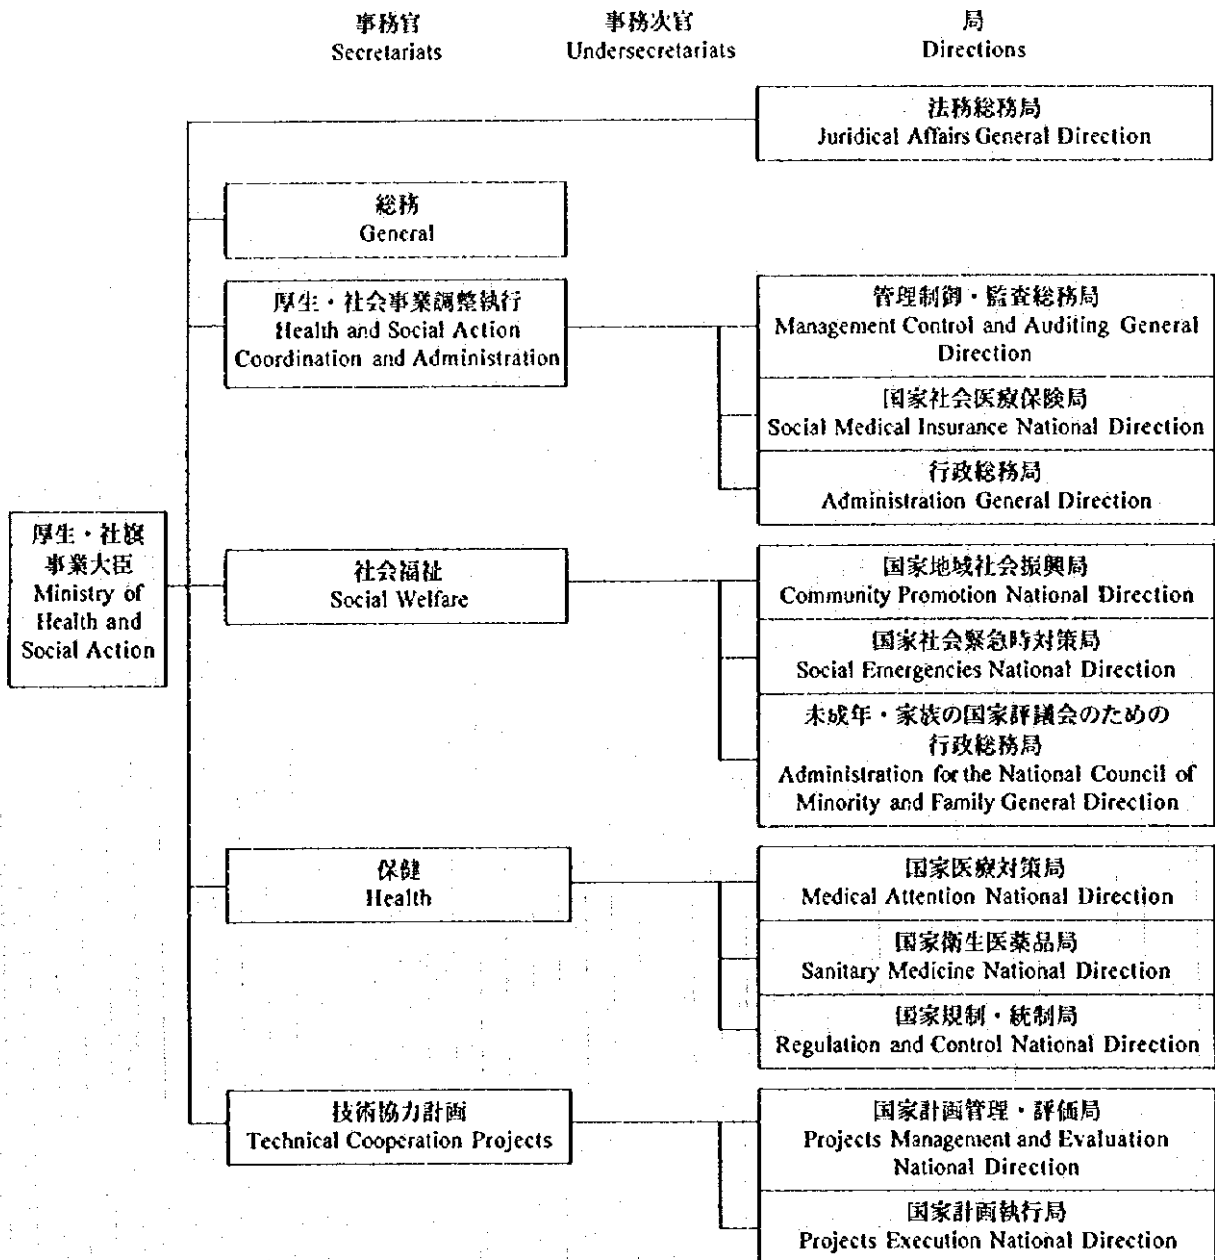 事務官
Secretariats
事務次官
Undersecretariats
局
Directions
法務総務局
Juridical Affairs General Direction
総務
General
厚生・社会事業調整執行
Health and Social Action
Coordination and Administration
管理制御・監査総務局
Management Control and Auditing General
Direction
国家社会医療保険局
Social Medical Insurance National Direction
行政総務局
Administration General Direction
厚生・社
事業大臣
Ministry of
Health and
Social Action
社会福祉
Social Welfare
国家地域社会振興局
Community Promotion National Direction
国家社会緊急時対策局
Social Emergencies National Direction
未成年・家族の国家評議会のための
行政総務局
Administration for the National Council of
Minority and Family General Direction
保健
Health
国家医療対策局
Medical Attention National Direction
国家衛生医薬品局
Sanitary Medicine National Direction
国家規制・統制局
Regulation and Control National Direction
技術協力計画
Technical Cooperation Projects
国家計画管理・評価局
Projects Management and Evaluation
National Direction
国家計画執行局
Projects Execution National Direction